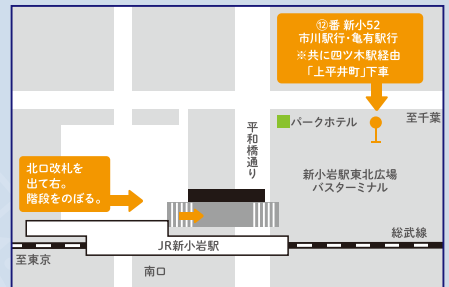 ⑫番 新小52
市川駅行・亀有駅行
※共に四ツ木駅経由
「上平井町」下車
パークホテル
至千葉
平和橋通り
新小岩駅東北広場
バスターミナル
北口改札を
出て右。
階段をのぼる。
総武線
JR新小岩駅
至東京
南口